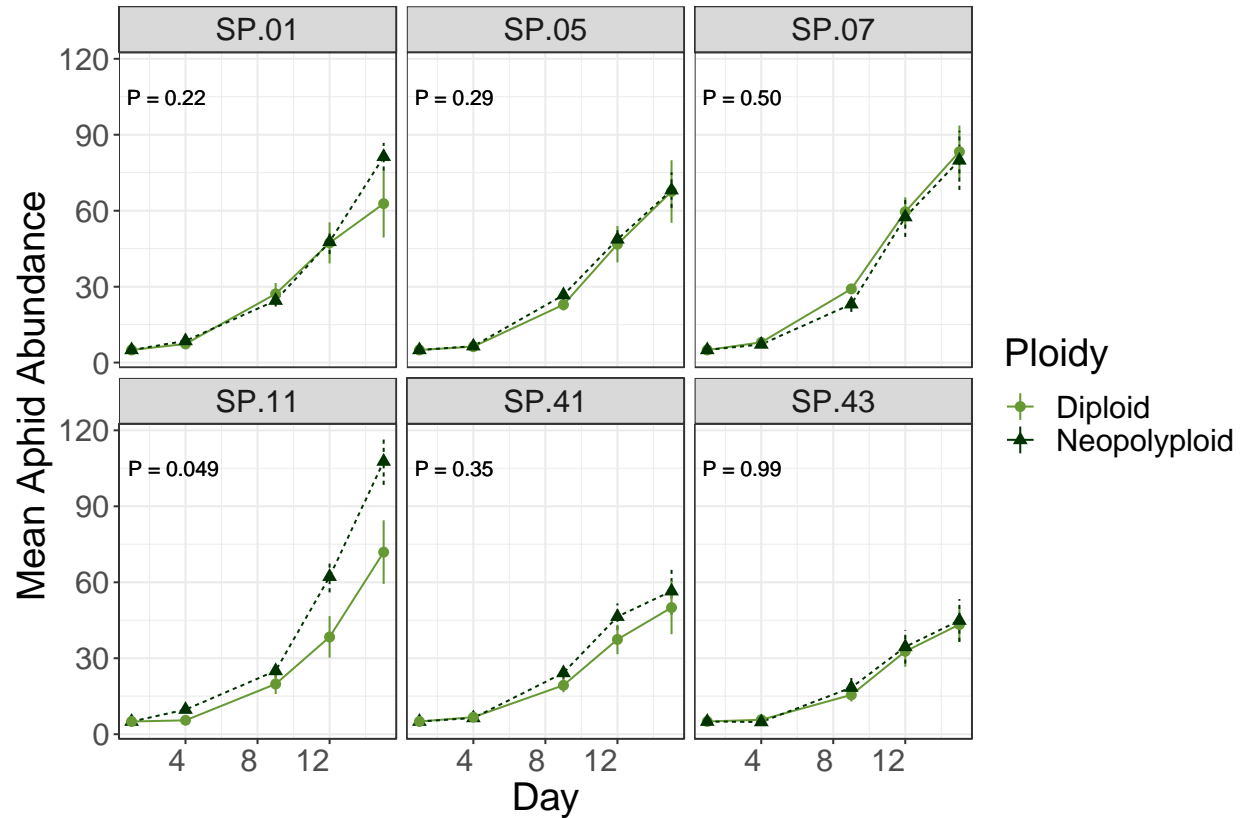 SP.01 SP.05 SP.07
120
90
60
30
0
P = 0.22 P = 0.29 P = 0.50
SP.11 SP.41 SP.43
120
90
60
30
0
P = 0.049 P = 0.35 P = 0.99
4 8 12 4 8 12 4 8 12
Day
Mean Aphid Abundance
Ploidy
Diploid
Neopolyploid